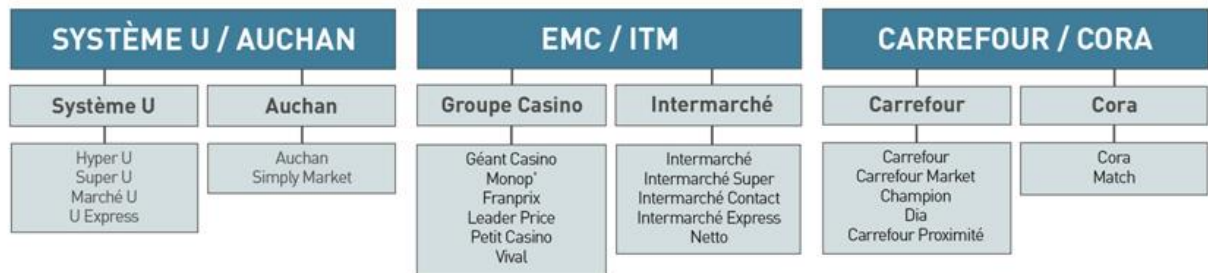 SYSTÈME U / AUCHAN
Système U
Hyper U
Super U
Marché U
U Express
Auchan
Auchan
Simply Market
EMC / ITM
Groupe Casino
Géant Casino
Monop'
Franprix
Leader Price
Petit Casino
Vival
Intermarché
Intermarché
Intermarché Super
Intermarché Contact
Intermarché Express
Netto
CARREFOUR / CORA
Carrefour
Carrefour
Carrefour Market
Champion
Dia
Carrefour Proximité
Cora
Cora
Match